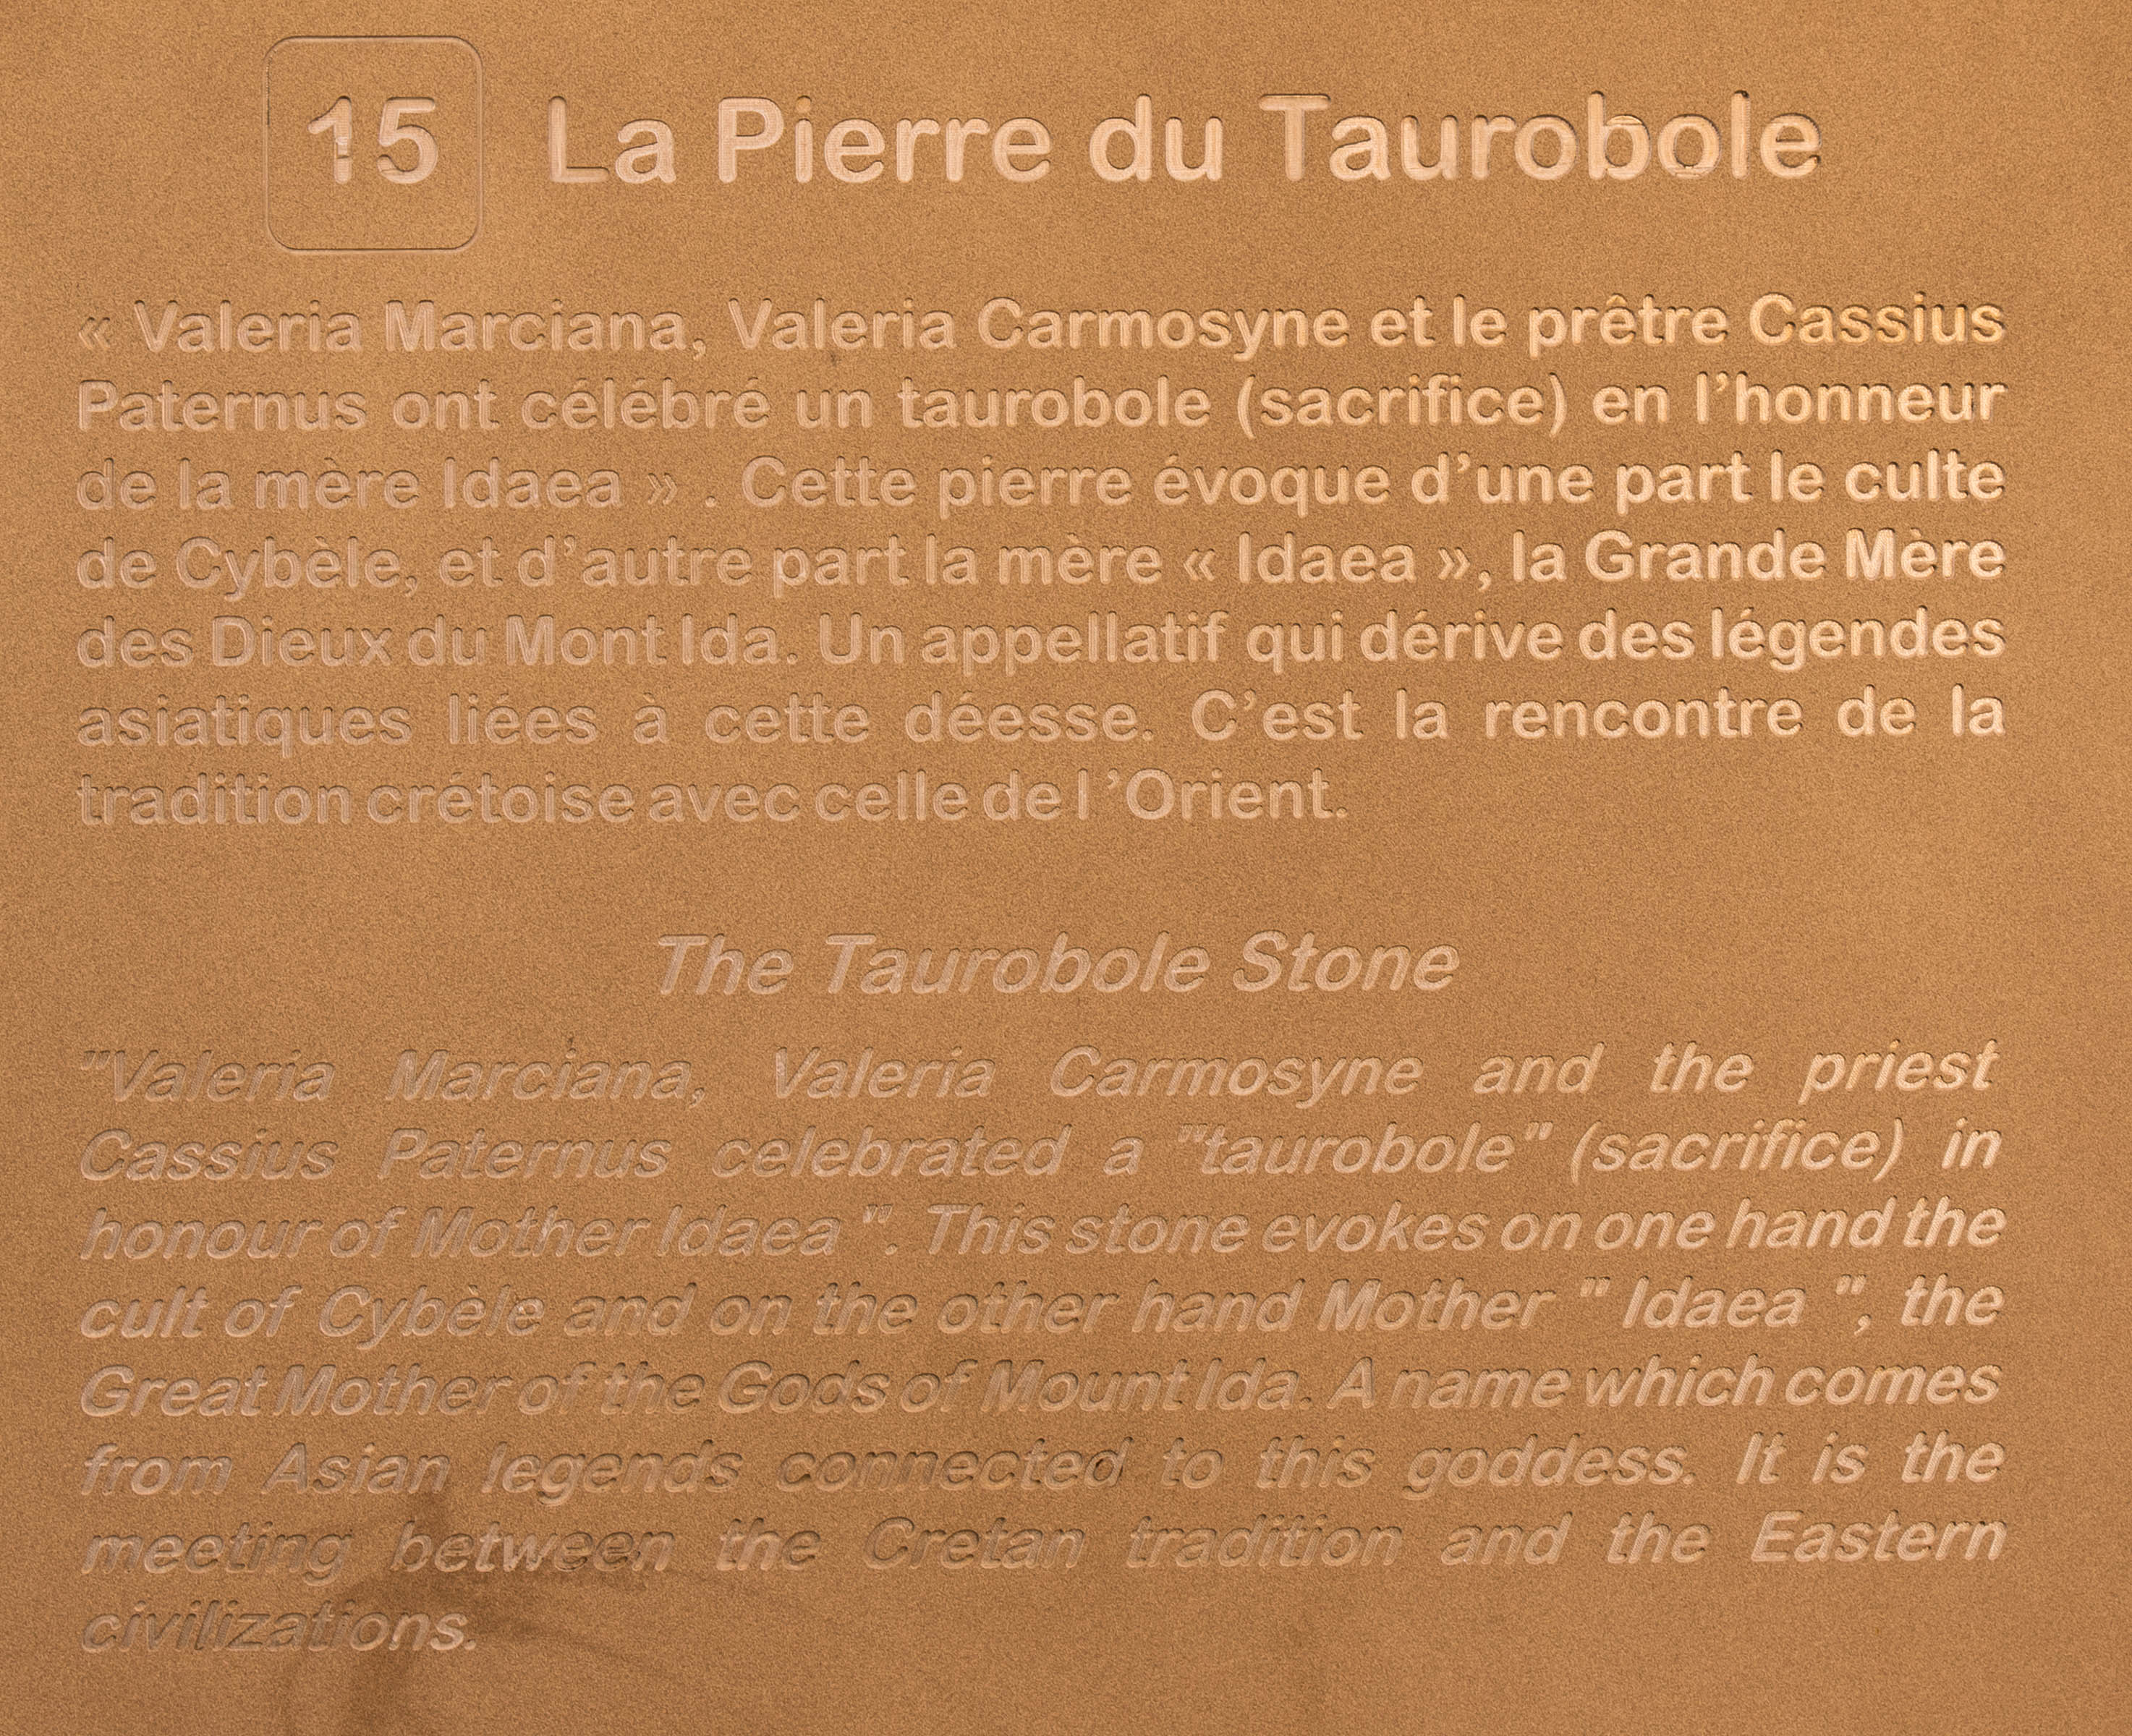 15 La Pierre du Taurobole
« Valeria Marciana, Valeria Carmosyne et le prêtre Cassius
Paternus ont célébré un taurobole (sacrifice) en l’honneur
de la mère Idaea » . Cette pierre évoque d’une part le culte
de Cybèle, et d’autre part la mère « Idaea », la Grande Mère
des Dieux du Mont Ida. Un appellatif qui dérive des légendes
asiatiques liées à cette déesse. C’est la rencontre de la
tradition crétoise avec celle de l ’Orient.
The Taurobole Stone
"Valeria Marciana, Valeria Carmosyne and the priest
Cassius Paternus celebrated a "taurobole" (sacrifice) in
honour of Mother Idaea ". This stone evokes on one hand the
cult of Cybèle and on the other hand Mother " Idaea ", the
Great Mother of the Gods of Mount Ida. A name which comes
from Asian legends connected to this goddess. It is the
meeting between the Cretan tradition and the Eastern
civilizations.